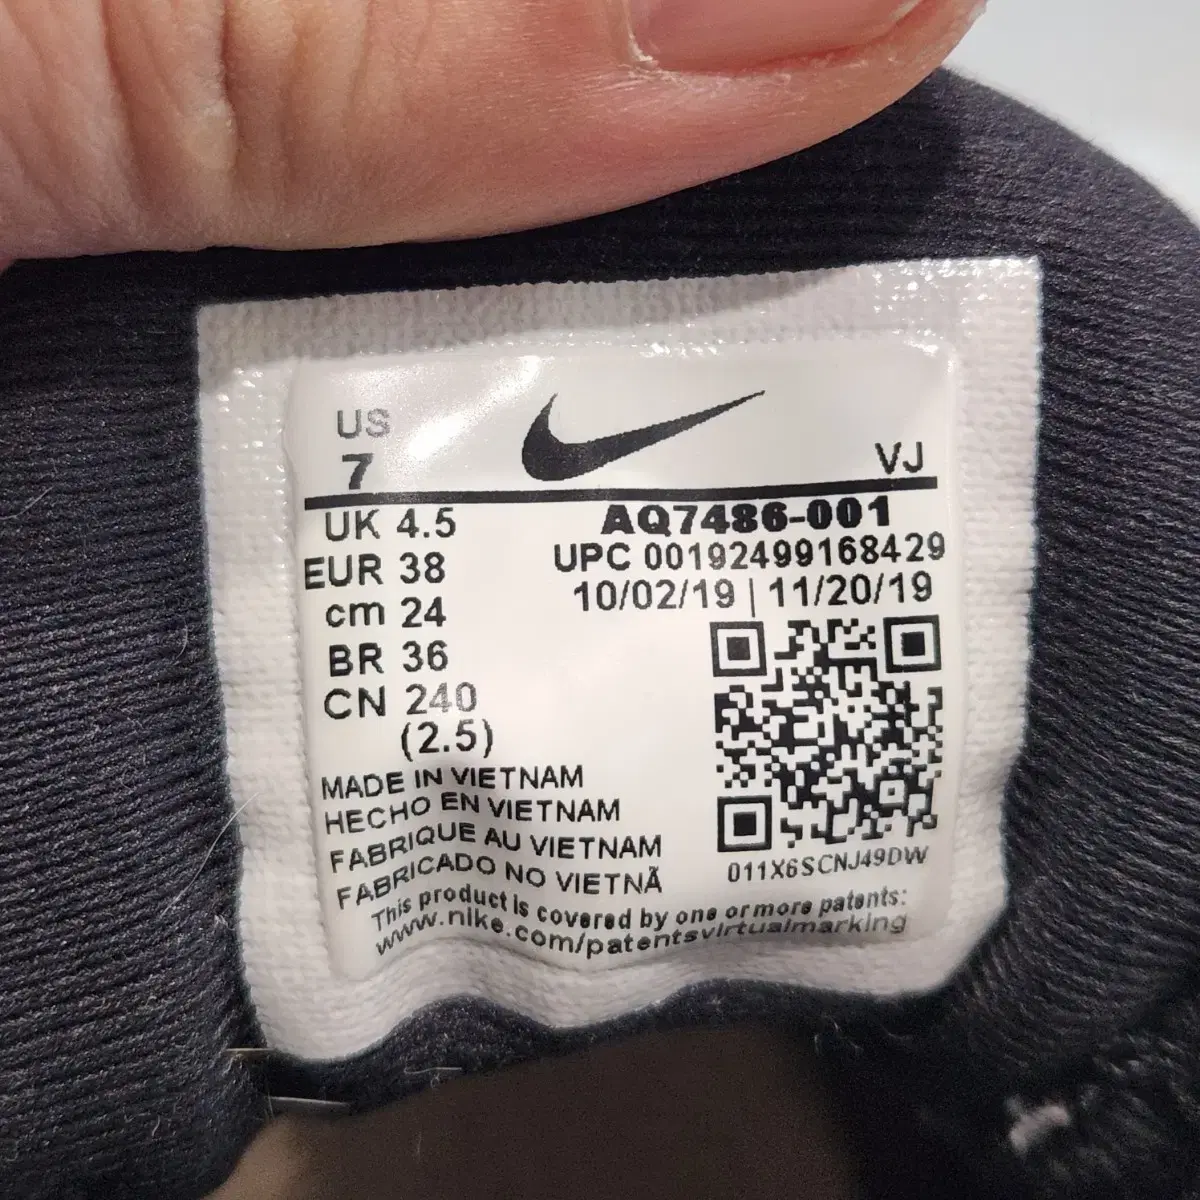 US
7
VJ
UK 4.5
EUR 38
cm 24
BR 36
CN 240
(2.5)
AQ7486-001
UPC 00192499168429
10/02/19 | 11/20/19
011X6SCNJ49DW
MADE IN VIETNAM
HECHO EN VIETNAM
FABRIQUE AU VIETNAM
FABRICADO NO VIETNÃ
This product is covered by one or more patents:
www.nike.com/patentsvirtualmarking